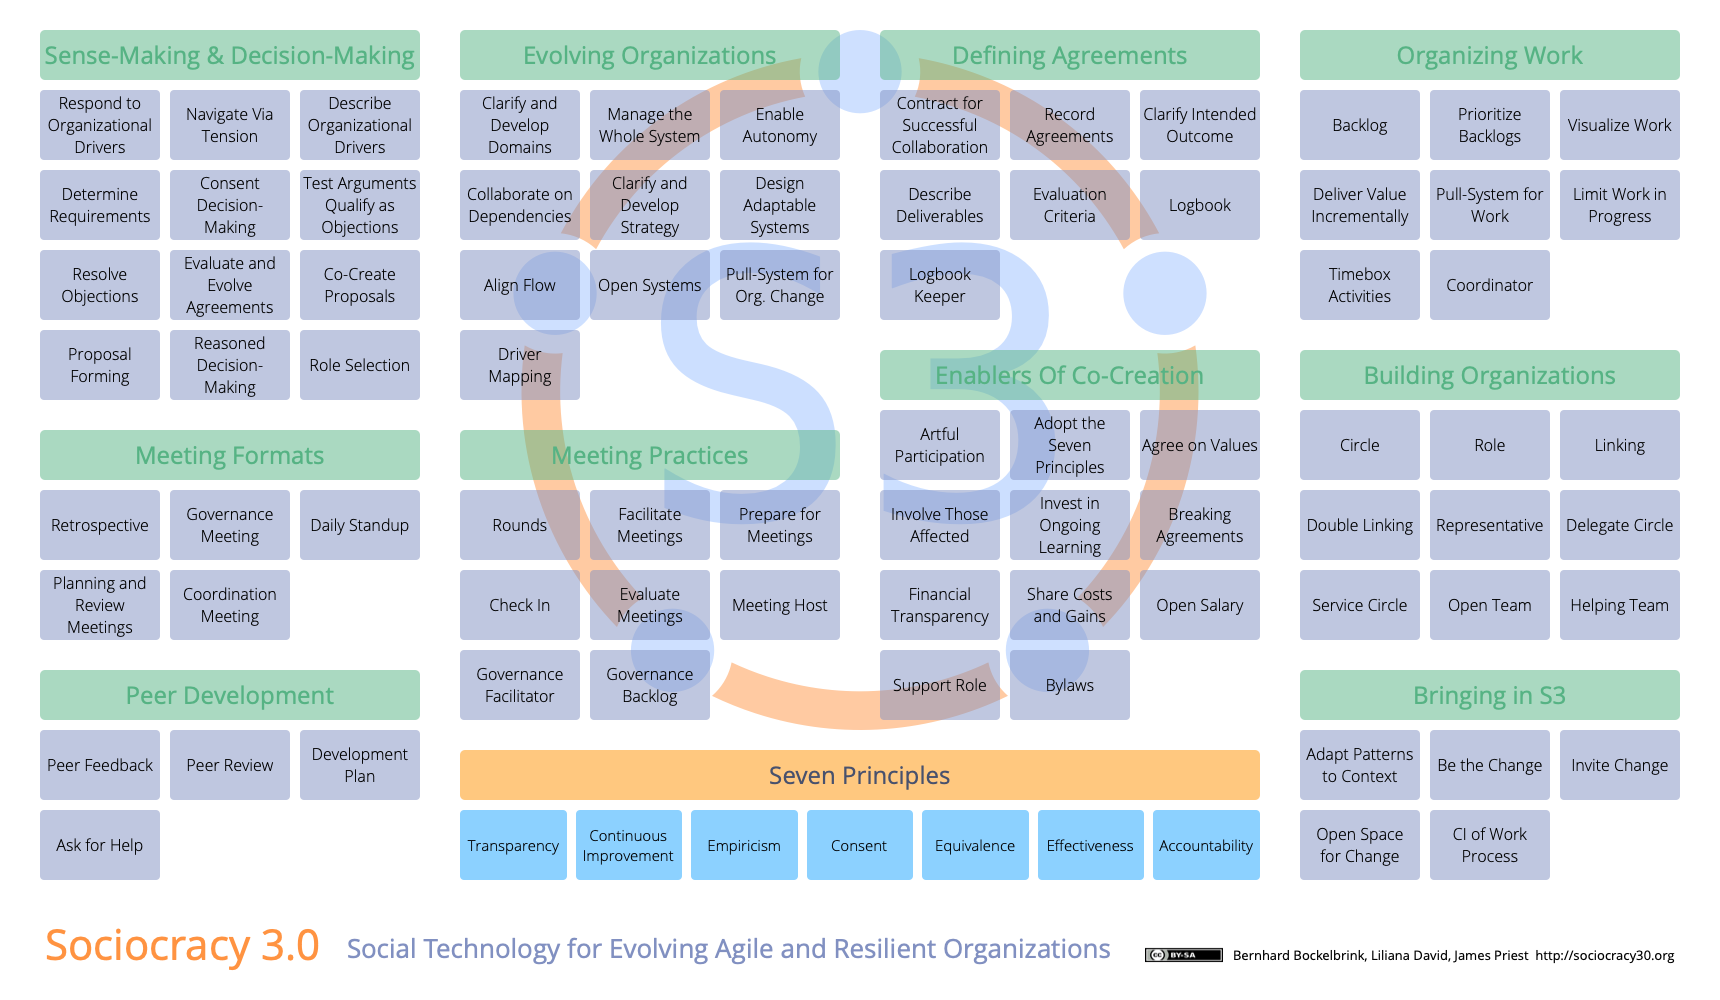 Sense-Making & Decision-Making
Respond to
Organizational
Drivers
Navigate Via
Tension
Describe
Organizational
Drivers
Determine
Requirements
Consent
Decision-
Making
Test Arguments
Qualify as
Objections
Resolve
Objections
Evaluate and
Evolve
Agreements
Co-Create
Proposals
Proposal
Forming
Reasoned
Decision-
Making
Role Selection
Meeting Formats
Retrospective
Governance
Meeting
Daily Standup
Planning and
Review
Meetings
Coordination
Meeting
Peer Development
Peer Feedback
Peer Review
Development
Plan
Ask for Help
Evolving Organizations
Clarify and
Develop
Domains
Manage the
Whole System
Enable
Autonomy
Collaborate on
Dependencies
Clarify and
Develop
Strategy
Design
Adaptable
Systems
Align Flow
Open Systems
Pull-System for
Org. Change
Driver
Mapping
Meeting Practices
Rounds
Facilitate
Meetings
Prepare for
Meetings
Check In
Evaluate
Meetings
Meeting Host
Governance
Facilitator
Governance
Backlog
Defining Agreements
Contract for
Successful
Collaboration
Record
Agreements
Clarify Intended
Outcome
Describe
Deliverables
Evaluation
Criteria
Logbook
Logbook
Keeper
Enablers Of Co-Creation
Artful
Participation
Adopt the
Seven
Principles
Agree on Values
Involve Those
Affected
Invest in
Ongoing
Learning
Breaking
Agreements
Financial
Transparency
Share Costs
and Gains
Open Salary
Support Role
Bylaws
Organizing Work
Backlog
Prioritize
Backlogs
Visualize Work
Deliver Value
Incrementally
Pull-System for
Work
Limit Work in
Progress
Timebox
Activities
Coordinator
Building Organizations
Circle
Role
Linking
Double Linking
Representative
Delegate Circle
Service Circle
Open Team
Helping Team
Bringing in S3
Adapt Patterns
to Context
Be the Change
Invite Change
Open Space
for Change
CI of Work
Process
S3
Seven Principles
Transparency
Continuous
Improvement
Empiricism
Consent
Equivalence
Effectiveness
Accountability
Sociocracy 3.0
Social Technology for Evolving Agile and Resilient Organizations
cc BY-SA
Bernhard Bockelbrink, Liliana David, James Priest http://sociocracy30.org